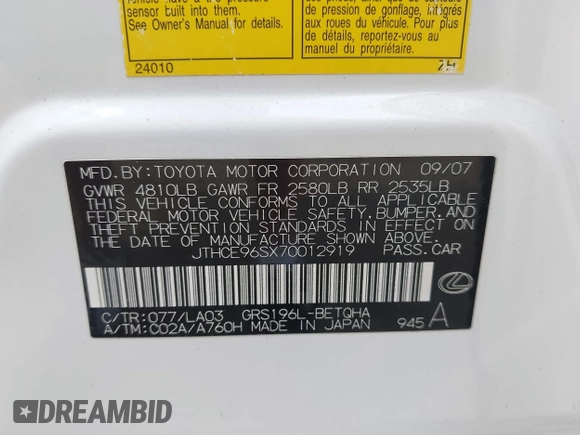 sensor built into them.
See Owner's Manual for details.
24010
pression de gonflage, intégrés
aux roues du véhicule. Pour plus
de détails, reportez-vous au
manuel du propriétaire.
ZH
MFD. BY: TOYOTA MOTOR CORPORATION 09/07
GVWR 4810LB GAWR FR 2580LB RR 2535LB
THIS VEHICLE CONFORMS TO ALL APPLICABLE
FEDERAL MOTOR VEHICLE SAFETY, BUMPER, AND
THEFT PREVENTION STANDARDS IN EFFECT ON
THE DATE OF MANUFACTURE SHOWN ABOVE.
JTHCE96SX70012919 PASS. CAR
C/TR: 077/LA03 GRS196L-BETQHA
A/TM: C02A/A760H MADE IN JAPAN 945 A
DREAMBID